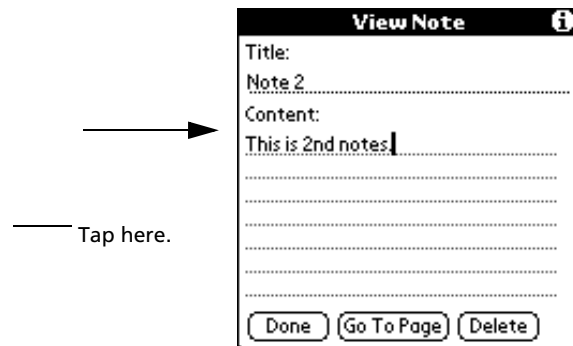 View Note
Title:
Note 2
Content:
This is 2nd notes.
Tap here.
Done Go To Page Delete